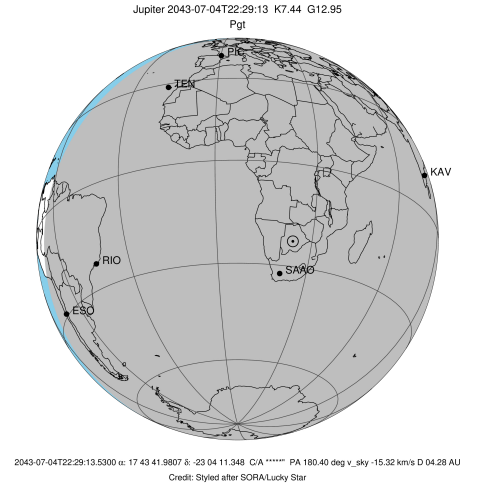 Jupiter 2043-07-04T22:29:13 K7.44 G12.95
Pgt
PIC
TEN
KAV
RIO
SAAO
ESO
2043-07-04T22:29:13.5300 α: 17 43 41.9807 δ: -23 04 11.348 C/A *****" PA 180.40 deg v_sky -15.32 km/s D 04.28 AU
Credit: Styled after SORA/Lucky Star